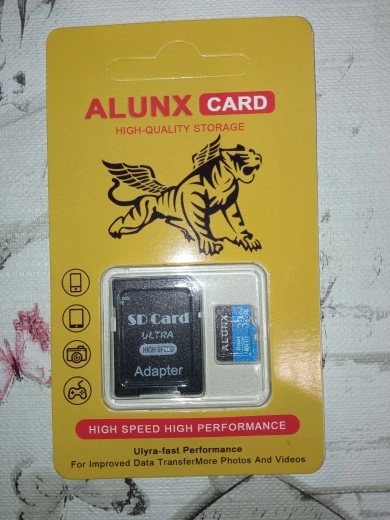 ALUNX CARD
HIGH-QUALITY STORAGE
SD Card
ULTRA
HIGH SPEED
Adapter
ALUNX
HIGH SPEED HIGH PERFORMANCE
Ulyra-fast Performance
For Improved Data TransferMore Photos And Videos